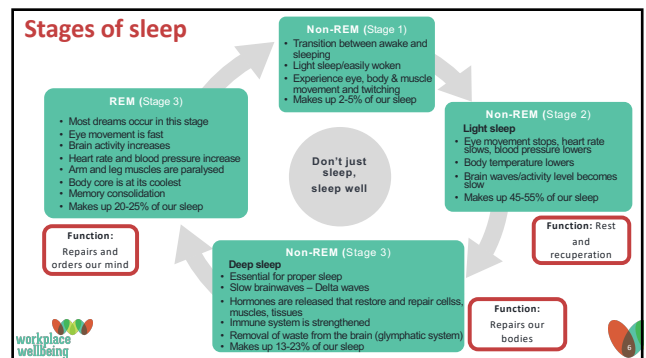 Stages of sleep
Non-REM (Stage 1)
• Transition between awake and
sleeping
• Light sleep/easily woken
• Experience eye, body & muscle
movement and twitching
• Makes up 2-5% of our sleep
Non-REM (Stage 2)
Light sleep
• Eye movement stops, heart rate
slows, blood pressure lowers
• Body temperature lowers
• Brain waves/activity level becomes
slow
• Makes up 45-55% of our sleep
Function: Rest
and
recuperation
Non-REM (Stage 3)
Deep sleep
• Essential for proper sleep
• Slow brainwaves – Delta waves
• Hormones are released that restore and repair cellss,
muscles, tissues
• Immune system is strengthened
• Removal of waste from the brain (glymphatic system)
• Makes up 13-23% of our sleep
Function:
Repairs our
bodies
REM (Stage 3)
• Most dreams occur in this stage
• Eye movement is fast
• Brain activity increases
• Heart rate and blood pressure increase
• Arm and leg muscles are paralysed
• Body core is at its coolest
• Memory consolidation
• Makes up 20-25% of our sleep
Function:
Repairs and
orders our mind
Don't just
sleep,
sleep well
workplace
wellbeing
6